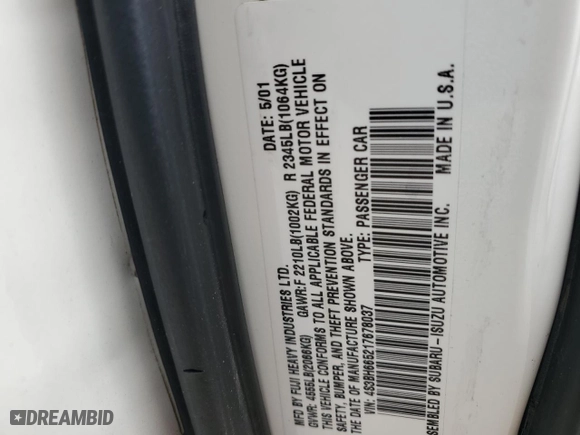 MFD BY FUJI HEAVY INDUSTRIES LTD. DATE: 5/01
GVWR: 4555LB(2066KG) GAWR:F 2210LB(1002KG) R 2345LB(1064KG)
THIS VEHICLE CONFORMS TO ALL APPLICABLE FEDERAL MOTOR VEHICLE
SAFETY, BUMPER, AND THEFT PREVENTION STANDARDS IN EFFECT ON
DATE OF MANUFACTURE SHOWN ABOVE.
VIN: 4S3BH665217678037 TYPE: PASSENGER CAR
SEMBLED BY SUBARU-ISUZU AUTOMOTIVE INC. MADE IN U.S.A.
DREAMBID